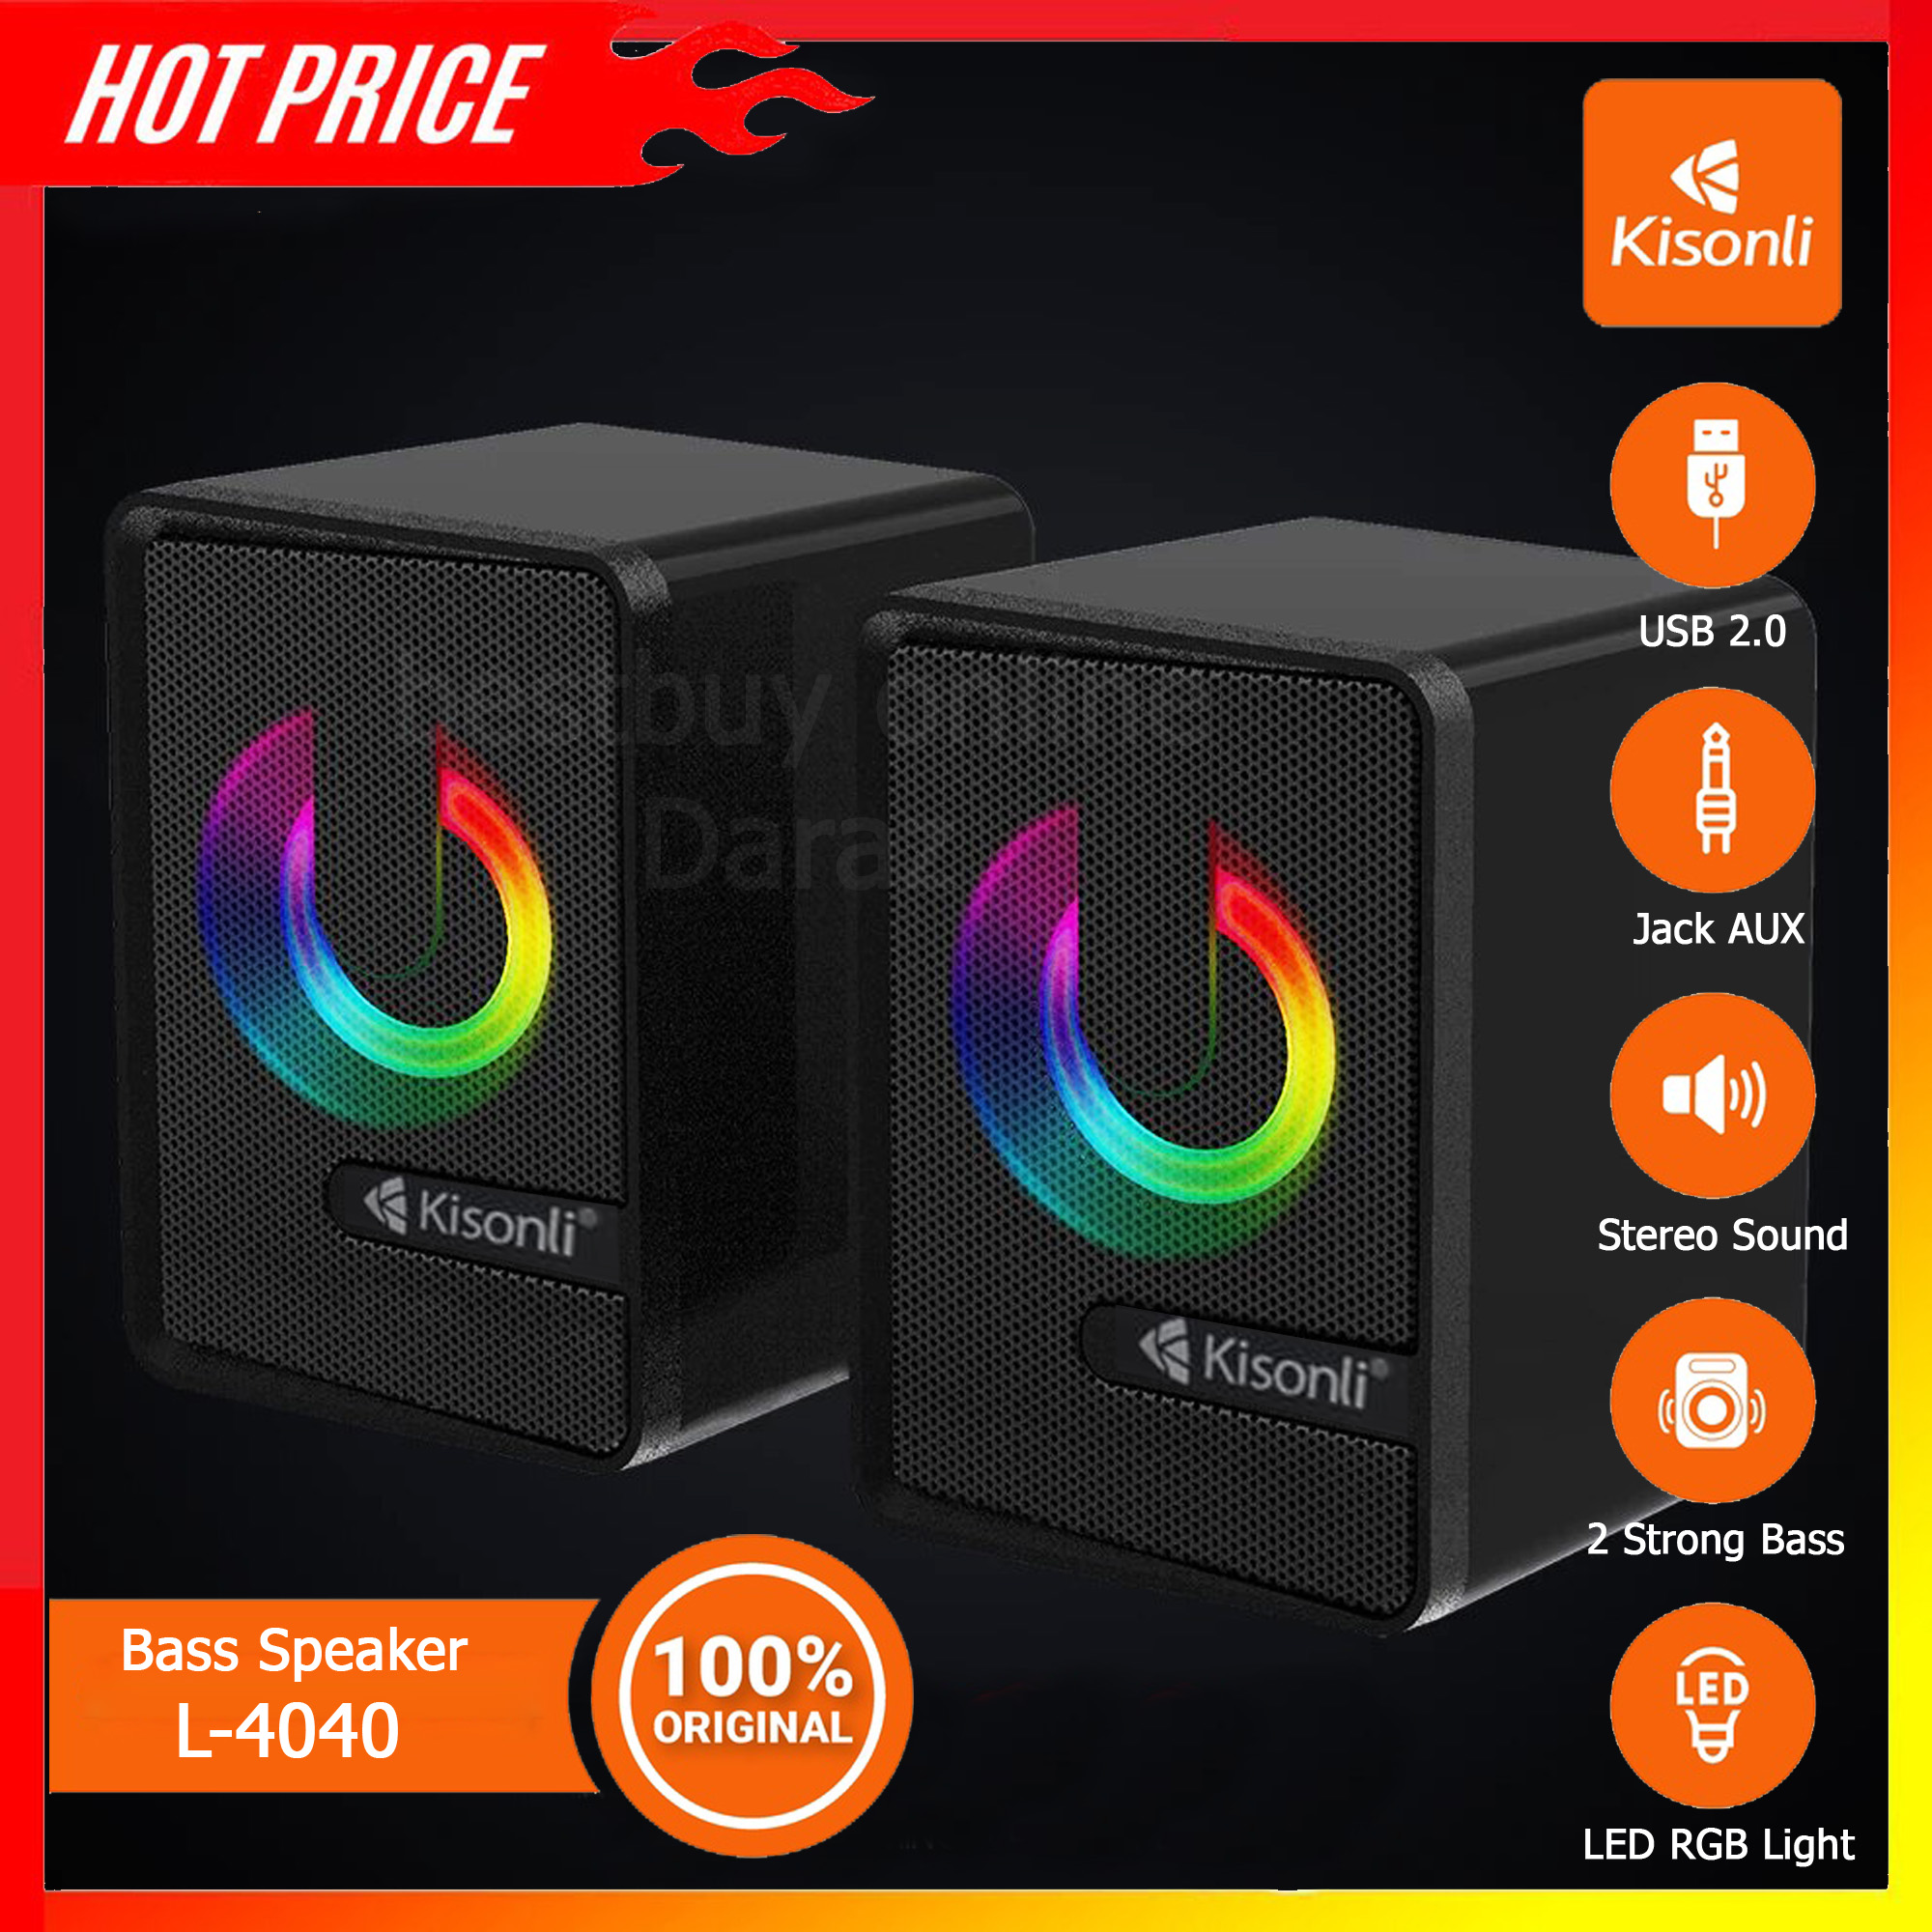 HOT PRICE
Kisonli
USB 2.0
Jack AUX
Stereo Sound
2 Strong Bass
LED
LED RGB Light
Kisonli®
Kisonli®
Bass Speaker
L-4040
100%
ORIGINAL